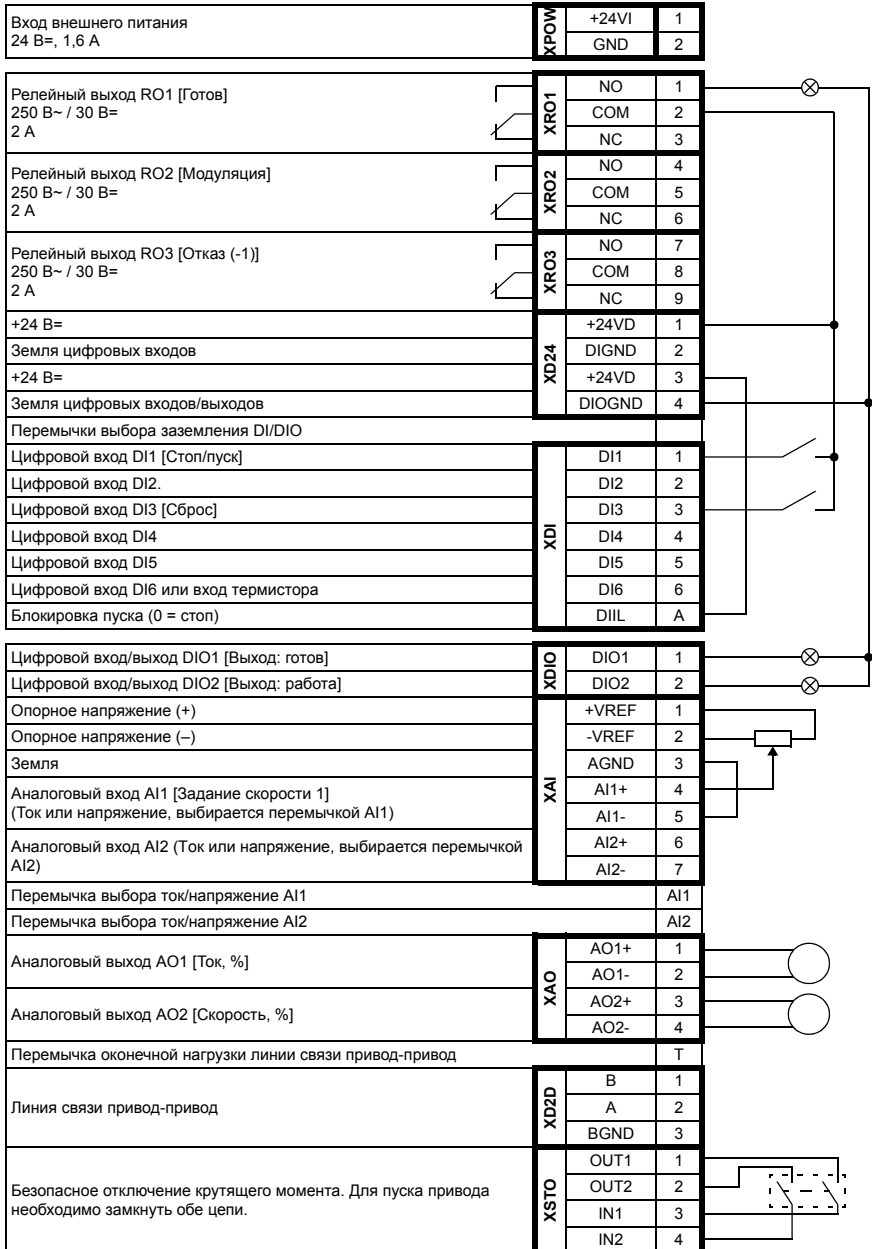 Вход внешнего питания
24 В=, 1,6 А
XPOW
+24VI 1
GND 2
Релейный выход RO1 [Готов]
250 В~ / 30 В=
2 А
XRO1
NO 1
COM 2
NC 3
Релейный выход RO2 [Модуляция]
250 В~ / 30 В=
2 А
XRO2
NO 4
COM 5
NC 6
Релейный выход RO3 [Отказ (-1)]
250 В~ / 30 В=
2 А
XRO3
NO 7
COM 8
NC 9
XD24
+24 В= +24VD 1
Земля цифровых входов DIGND 2
+24 В= +24VD 3
Земля цифровых входов/выходов DIOGND 4
Перемычки выбора заземления DI/DIO
XDI
Цифровой вход DI1 [Стоп/пуск] DI1 1
Цифровой вход DI2. DI2 2
Цифровой вход DI3 [Сброс] DI3 3
Цифровой вход DI4 DI4 4
Цифровой вход DI5 DI5 5
Цифровой вход DI6 или вход термистора DI6 6
Блокировка пуска (0 = стоп) DIIL A
XDIO
Цифровой вход/выход DIO1 [Выход: готов] DIO1 1
Цифровой вход/выход DIO2 [Выход: работа] DIO2 2
XAI
Опорное напряжение (+) +VREF 1
Опорное напряжение (–) -VREF 2
Земля AGND 3
Аналоговый вход AI1 [Задание скорости 1]
(Ток или напряжение, выбирается перемычкой AI1)
AI1+ 4
AI1- 5
Аналоговый вход AI2 (Ток или напряжение, выбирается перемычкой
AI2)
AI2+ 6
AI2- 7
Перемычка выбора ток/напряжение AI1 AI1
Перемычка выбора ток/напряжение AI2 AI2
Аналоговый выход AO1 [Ток, %]
XAO
AO1+ 1
AO1- 2
Аналоговый выход AO2 [Скорость, %]
AO2+ 3
AO2- 4
Перемычка оконечной нагрузки линии связи привод-привод T
Линия связи привод-привод
XD2D
B 1
A 2
BGND 3
Безопасное отключение крутящего момента. Для пуска привода
необходимо замкнуть обе цепи.
XSTO
OUT1 1
OUT2 2
IN1 3
IN2 4